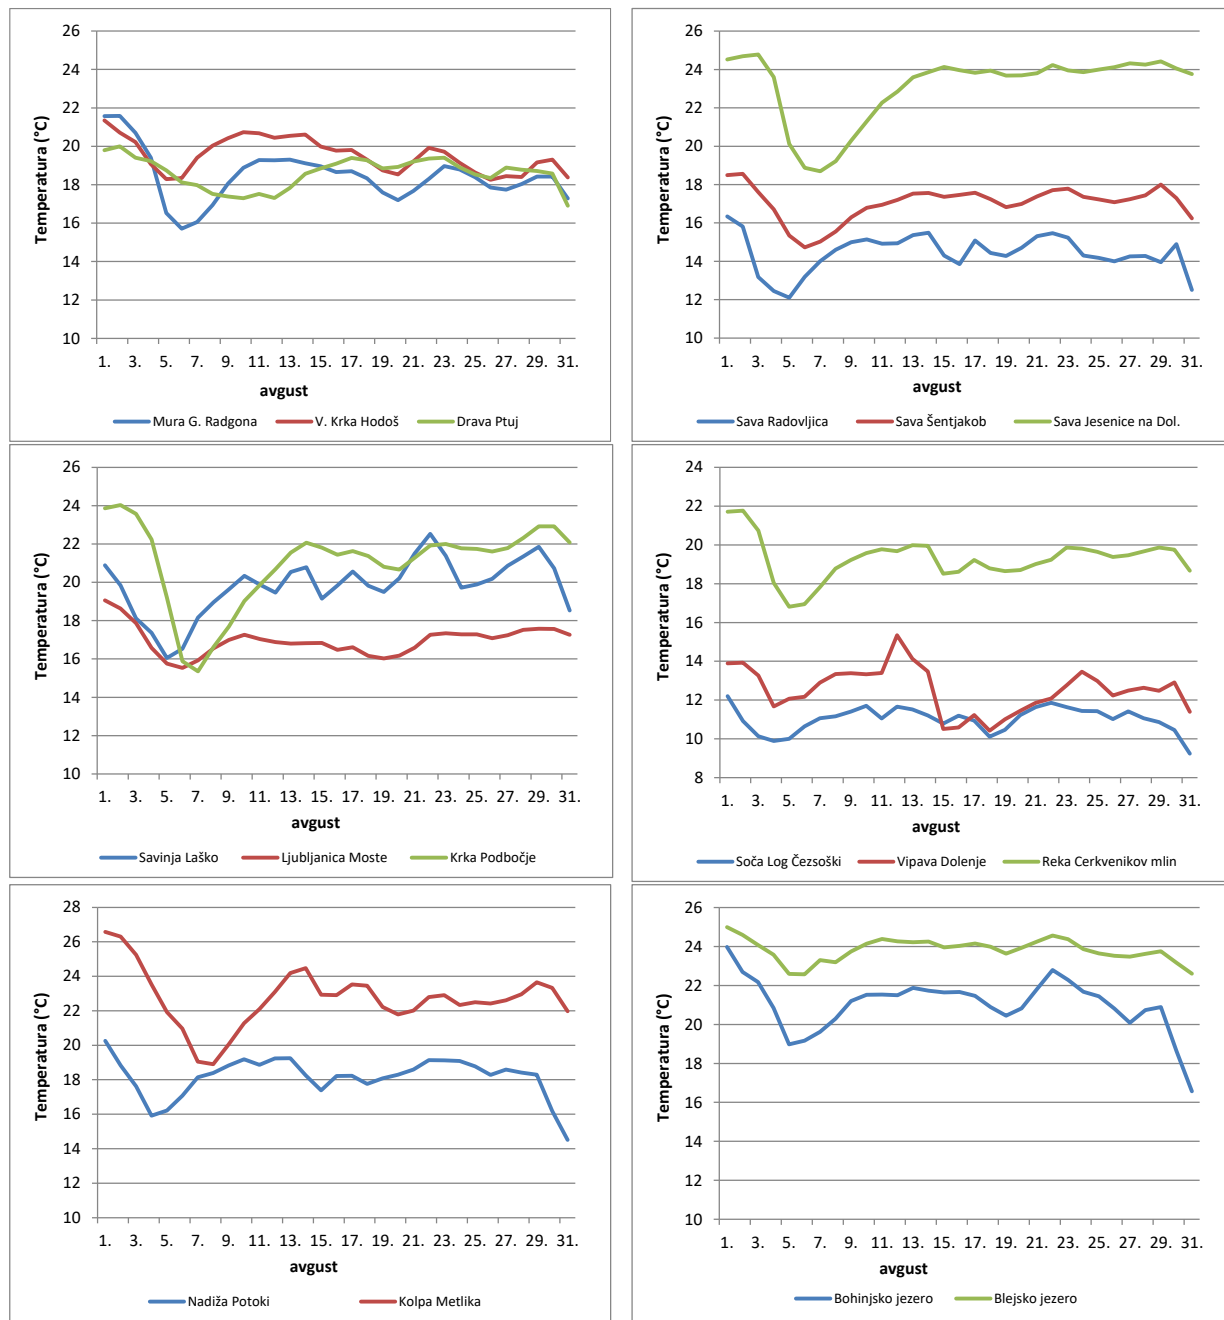 26
24
22
20
18
16
14
12
10
Temperatura (°C)
1. 3. 5. 7. 9. 11. 13. 15. 17. 19. 21. 23. 25. 27. 29. 31.
avgust
Mura G. Radgona V. Krka Hodoš Drava Ptuj
26
24
22
20
18
16
14
12
10
Temperatura (°C)
1. 3. 5. 7. 9. 11. 13. 15. 17. 19. 21. 23. 25. 27. 29. 31.
avgust
Sava Radovljica Sava Šentjakob Sava Jesenice na Dol.
26
24
22
20
18
16
14
12
10
Temperatura (°C)
1. 3. 5. 7. 9. 11. 13. 15. 17. 19. 21. 23. 25. 27. 29. 31.
avgust
Savinja Laško Ljubljanica Moste Krka Podbočje
24
22
20
18
16
14
12
10
8
Temperatura (°C)
1. 3. 5. 7. 9. 11. 13. 15. 17. 19. 21. 23. 25. 27. 29. 31.
avgust
Soča Log Čezsoški Vipava Dolenje Reka Cerkvenikov mlin
28
26
24
22
20
18
16
14
12
10
Temperatura (°C)
1. 3. 5. 7. 9. 11. 13. 15. 17. 19. 21. 23. 25. 27. 29. 31.
avgust
Nadiža Potoki Kolpa Metlika
26
24
22
20
18
16
14
12
10
Temperatura (°C)
1. 3. 5. 7. 9. 11. 13. 15. 17. 19. 21. 23. 25. 27. 29. 31.
avgust
Bohinjsko jezero Blejsko jezero